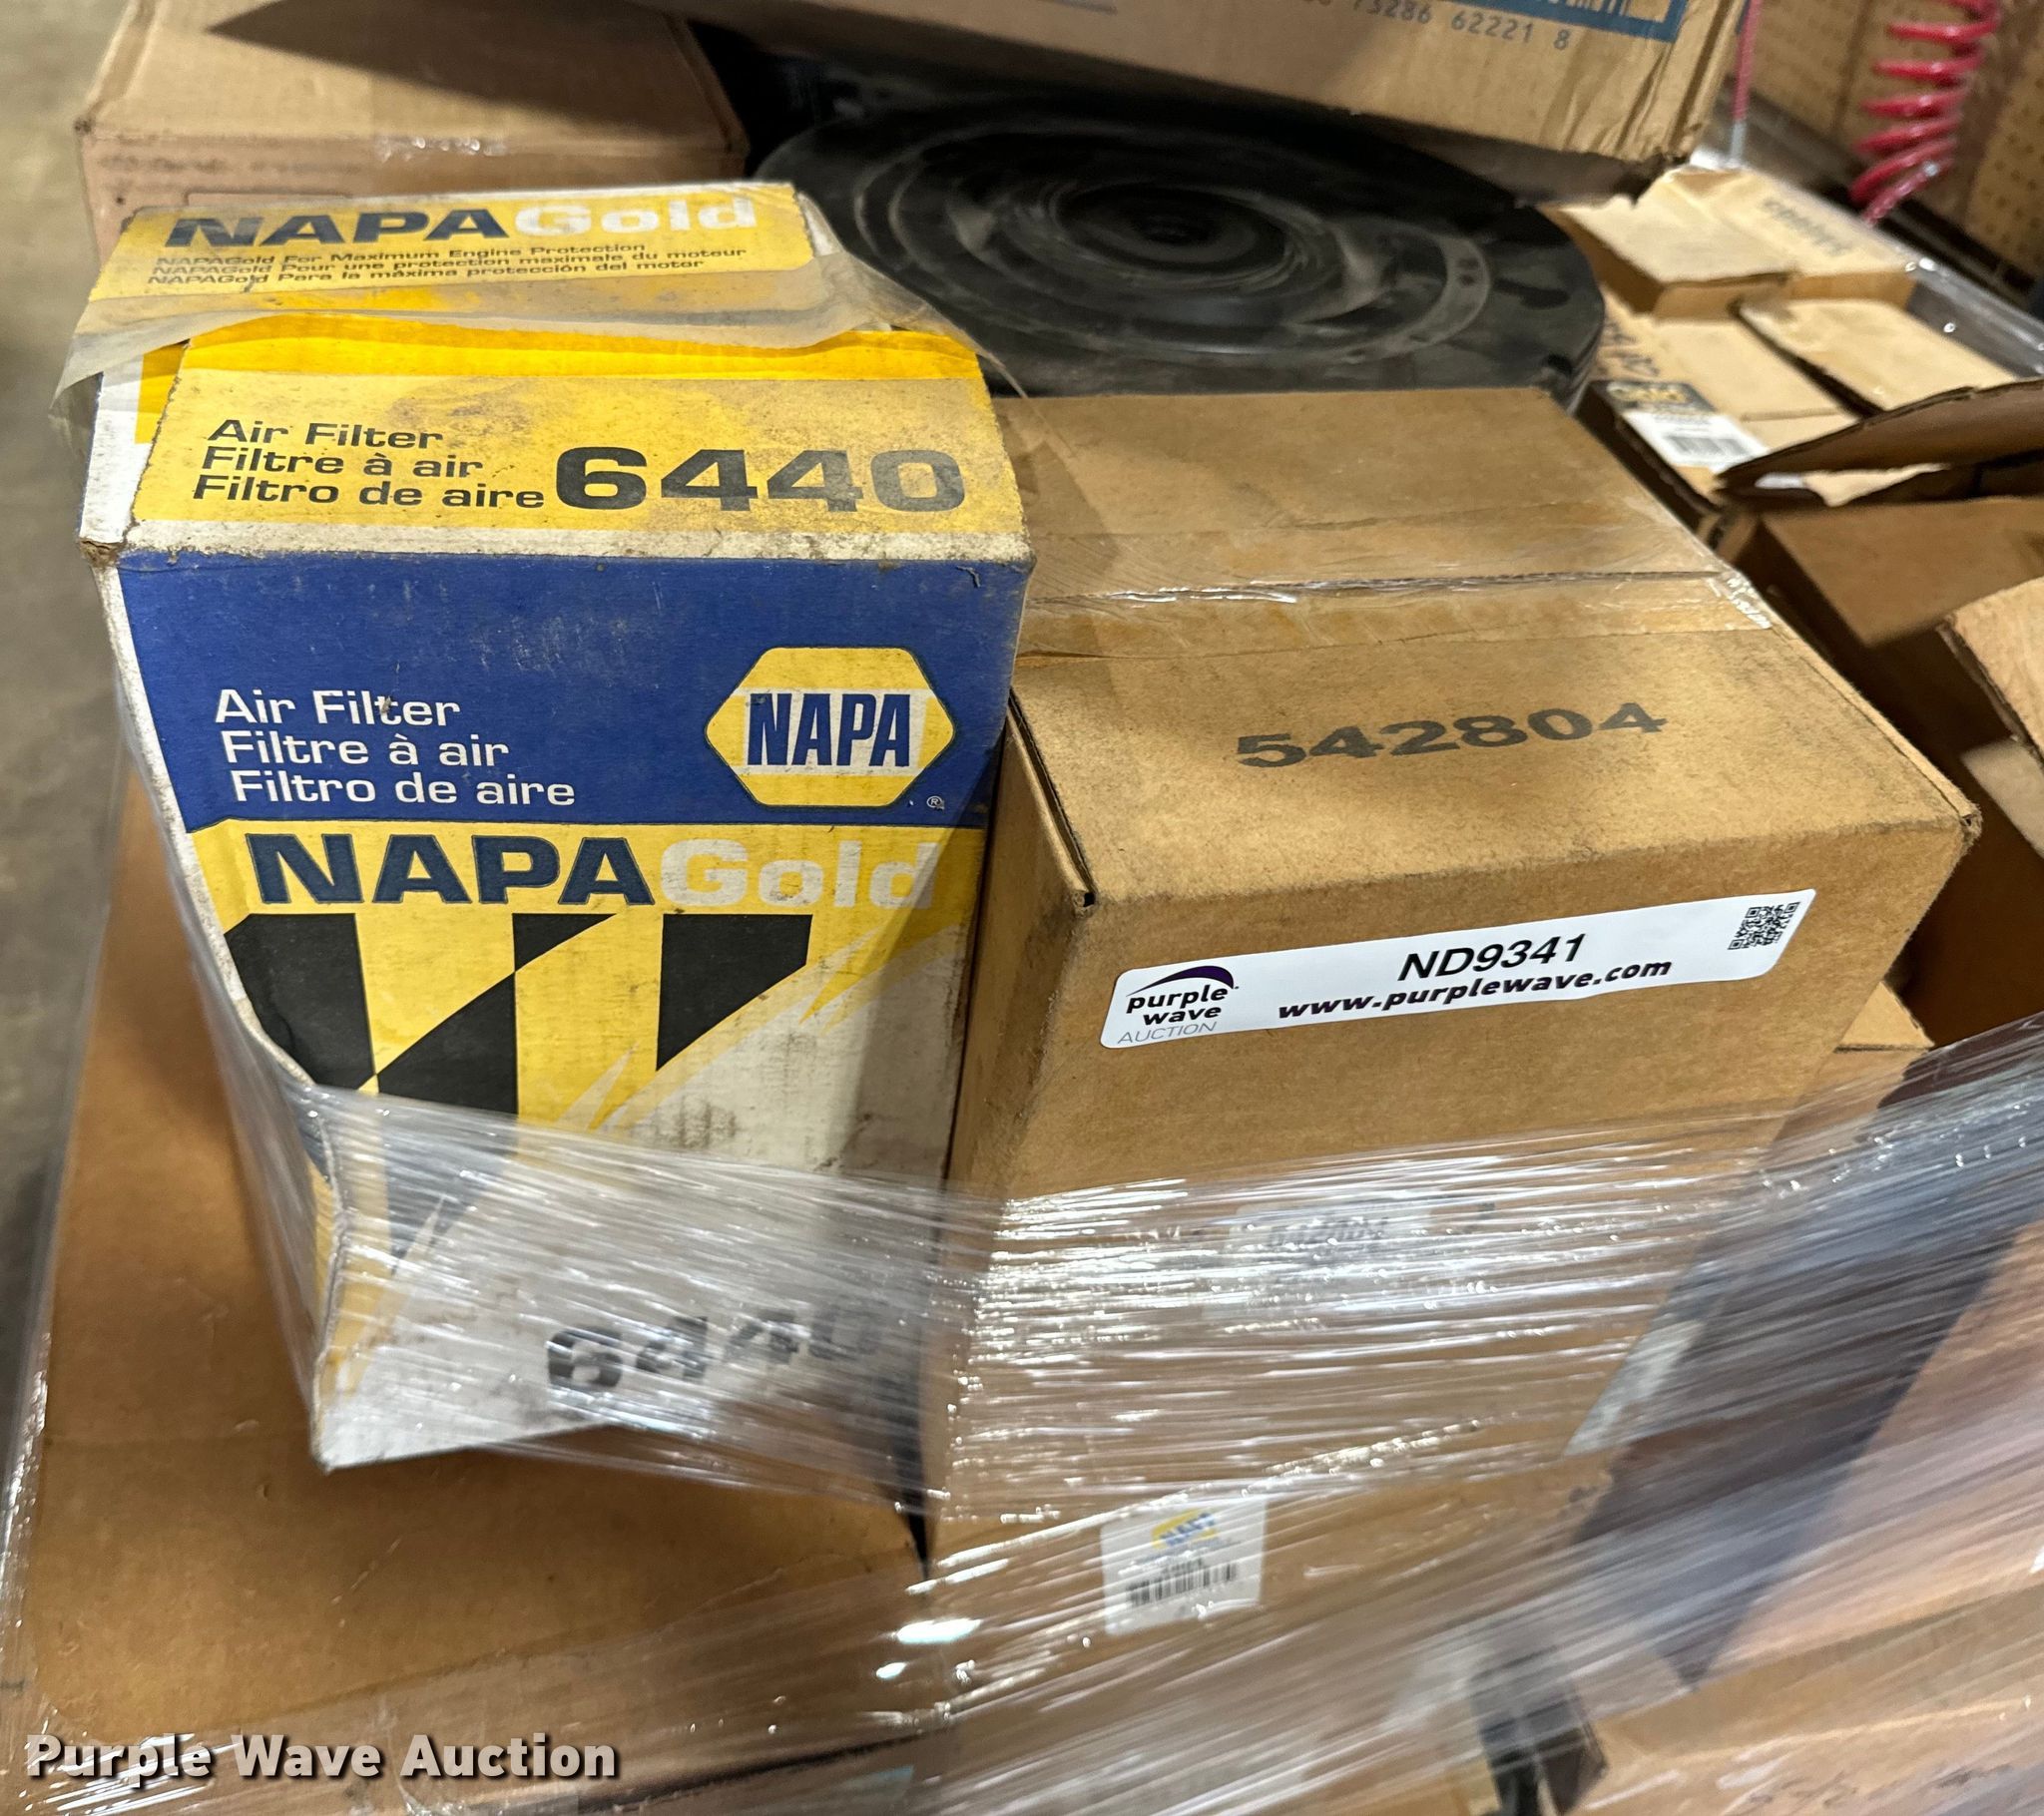 73286 62221 8
NAPAGold
NAPAGold For Maximum Engine Protection
NAPAGold Pour une protection maximale du moteur
NAPAGold Para la máxima protección del motor
Air Filter
Filtre à air
Filtro de aire
6440
Air Filter
Filtre à air
Filtro de aire
NAPA
®
NAPAGold
6440
542804
ND9341
www.purplewave.com
purple
wave
AUCTION
542804
Purple Wave Auction